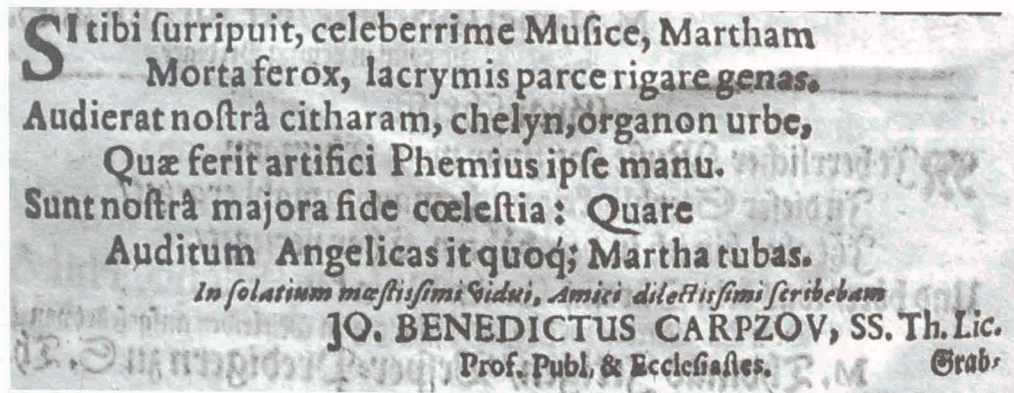 SI tibi ſurripuit, celeberrime Muſice, Martham
Morta ferox, lacrymis parce rigare genas.
Audierat noſtrâ citharam, chelyn, organon urbe,
Quæ ferit artifici Phemius ipſe manu.
Sunt noſtrâ majora fide cœleſtia: Quare
Auditum Angelicas it quoq́; Martha tubas.
In ſolatium mœſtiſſimi Vidui, Amici dilectiſſimi ſcribebam
JO. BENEDICTUS CARPZOV, SS. Th. Lic.
Prof. Publ. & Eccleſiaſtes.
Grab⸗